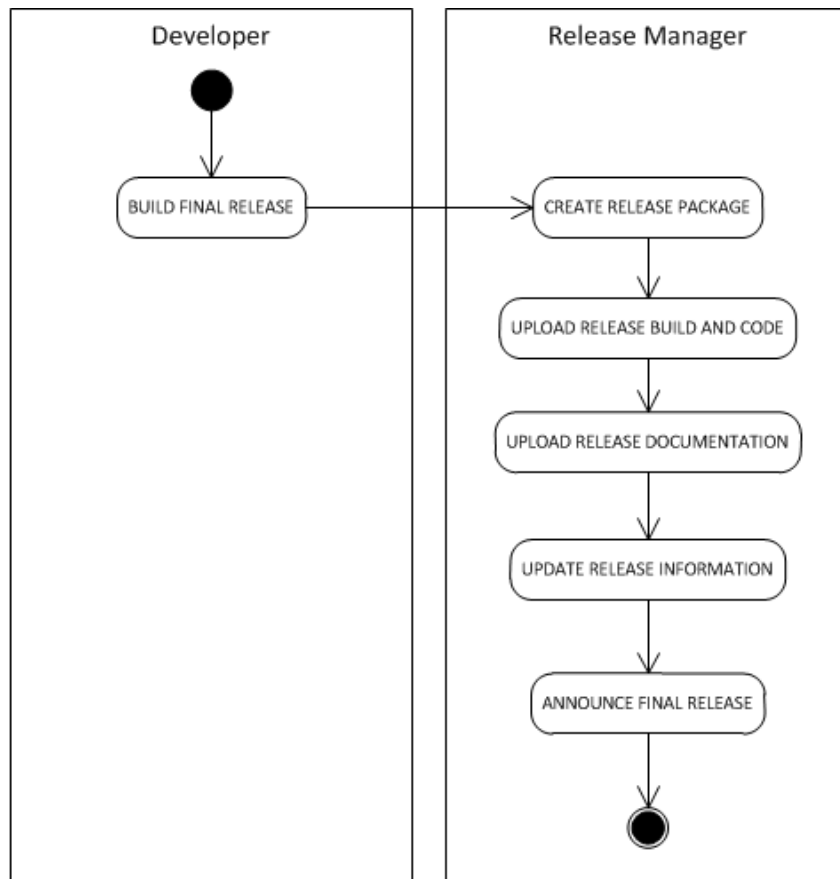 Developer
Release Manager
BUILD FINAL RELEASE
CREATE RELEASE PACKAGE
UPLOAD RELEASE BUILD AND CODE
UPLOAD RELEASE DOCUMENTATION
UPDATE RELEASE INFORMATION
ANNOUNCE FINAL RELEASE